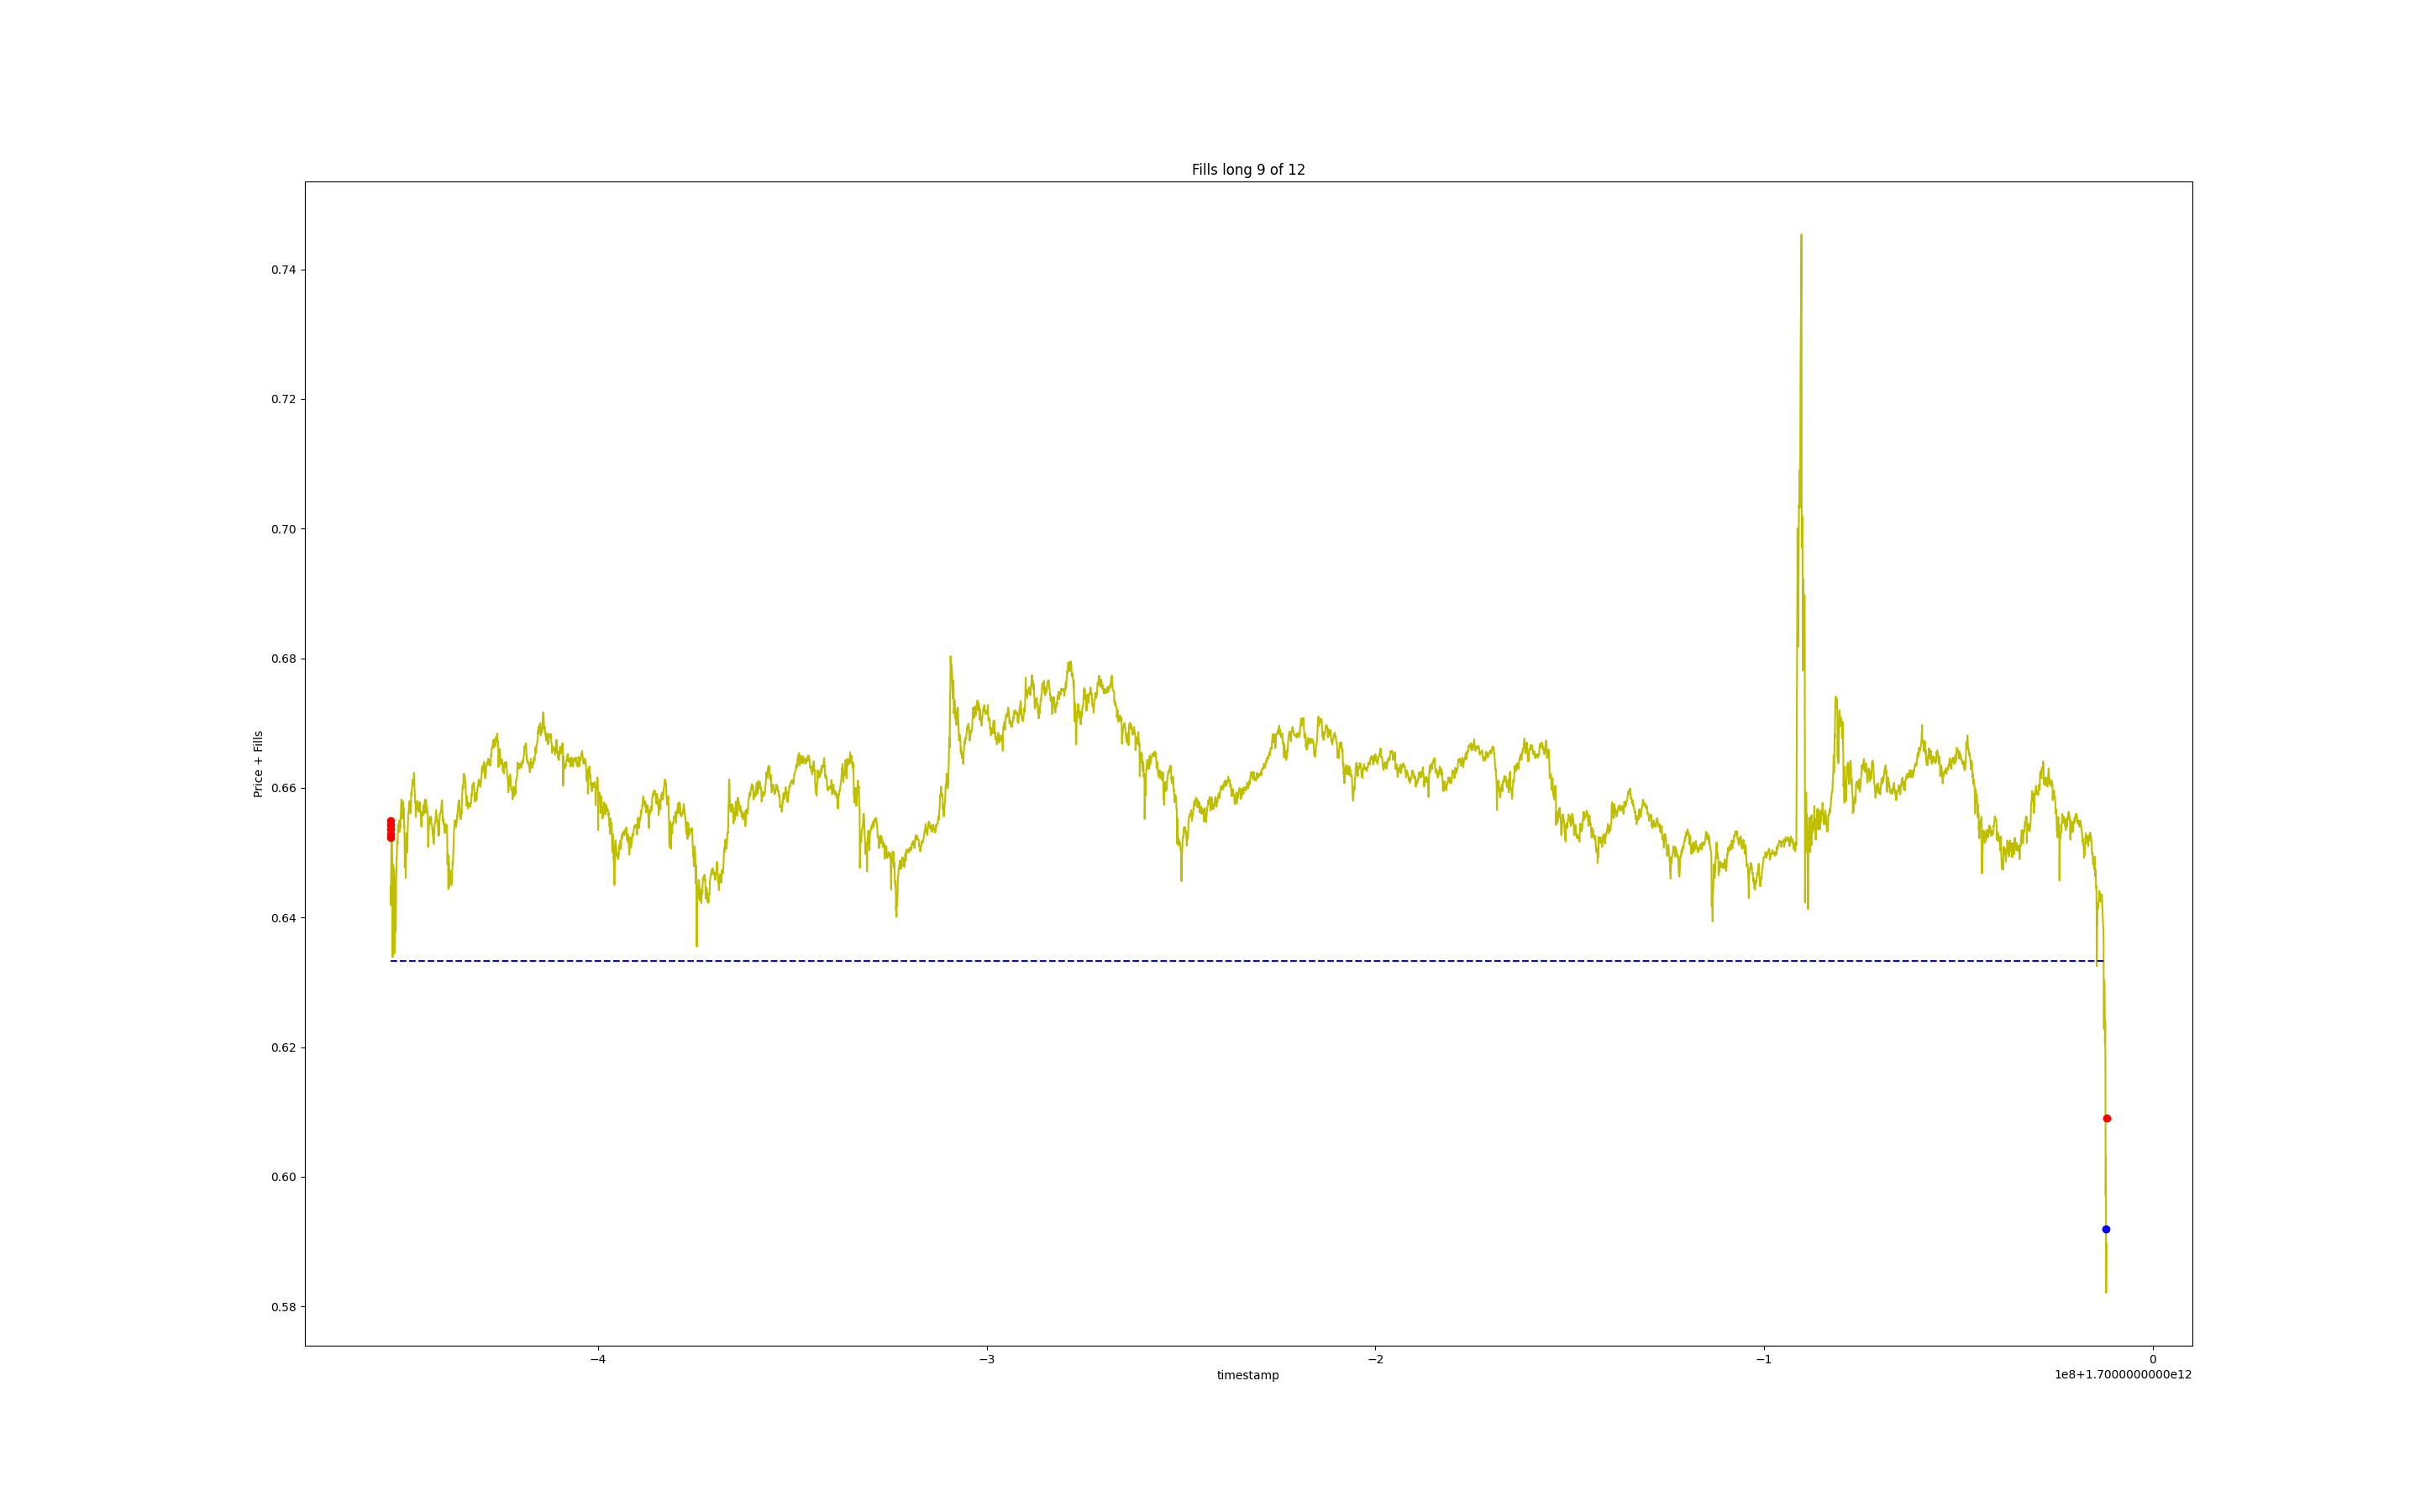 Fills long 9 of 12
0.74
0.72
0.70
0.68
0.66
0.64
0.62
0.60
0.58
Price + Fills
−4 −3 −2 −1 0
timestamp
1e8+1.7000000000e12